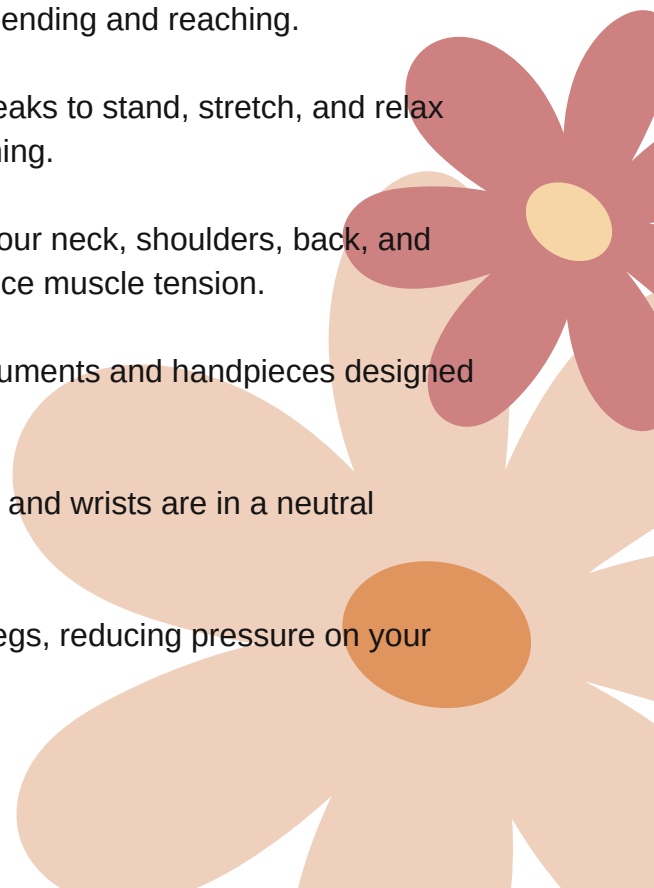 ending and reaching.
eaks to stand, stretch, and relax
ing.
our neck, shoulders, back, and
ce muscle tension.
uments and handpieces designed
and wrists are in a neutral
egs, reducing pressure on your